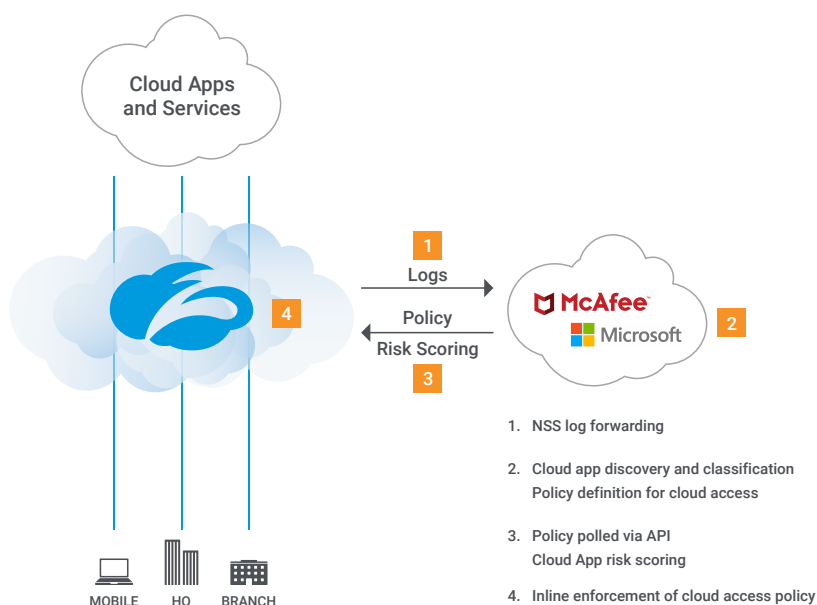 Cloud Apps
and Services
1
Logs
Policy
Risk Scoring
3
4
McAfee™
Microsoft
2
1. NSS log forwarding
2. Cloud app discovery and classification
Policy definition for cloud access
3. Policy polled via API
Cloud App risk scoring
4. Inline enforcement of cloud access policy
MOBILE
HQ
BRANCH